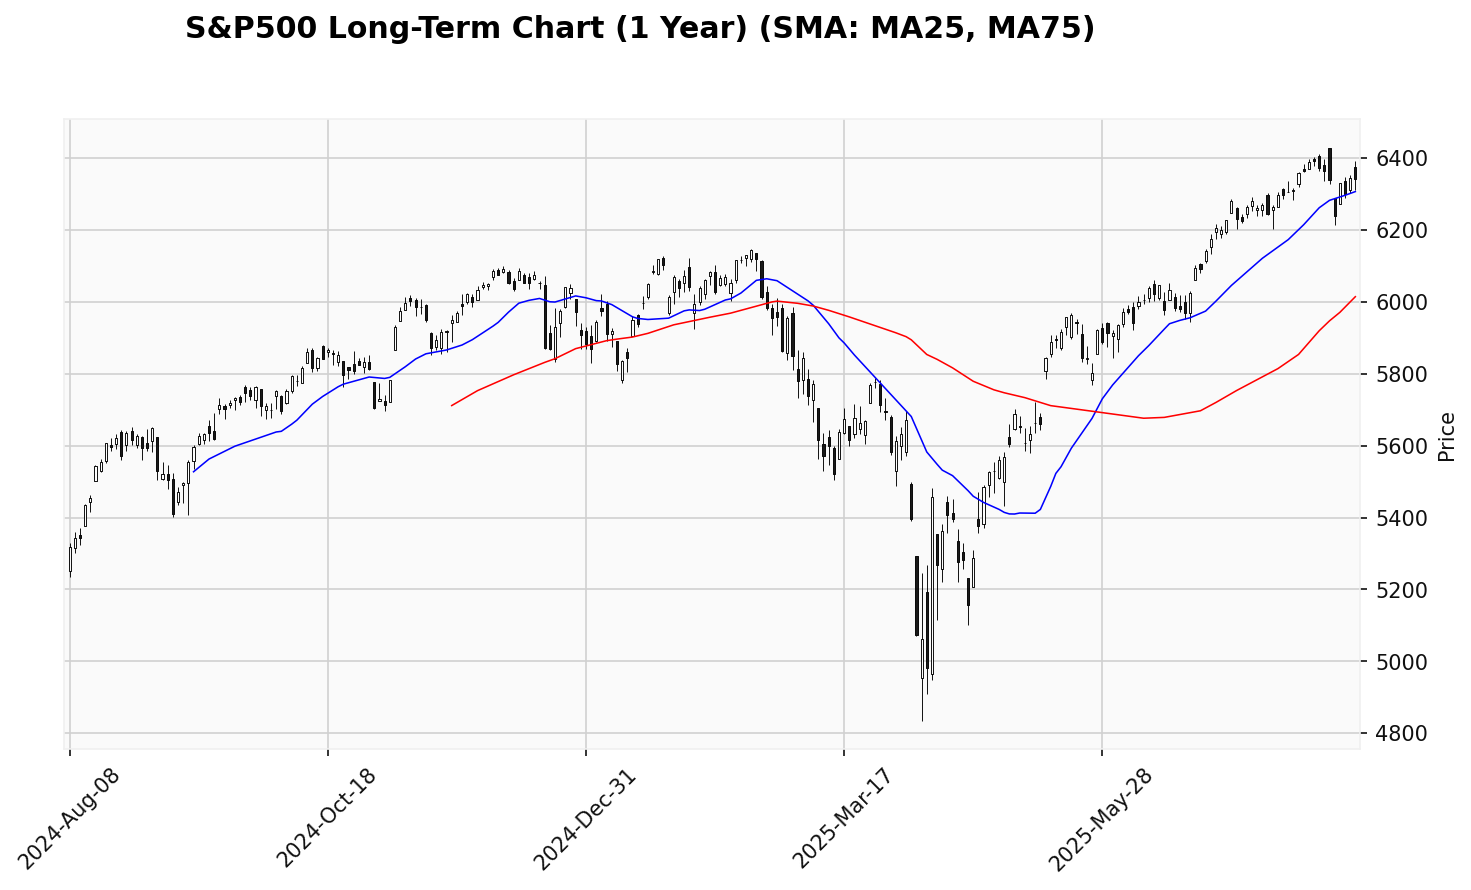 S&P500 Long-Term Chart (1 Year) (SMA: MA25, MA75)
6400
6200
6000
5800
5600
5400
5200
5000
4800
Price
2024-Aug-08
2024-Oct-18
2024-Dec-31
2025-Mar-17
2025-May-28